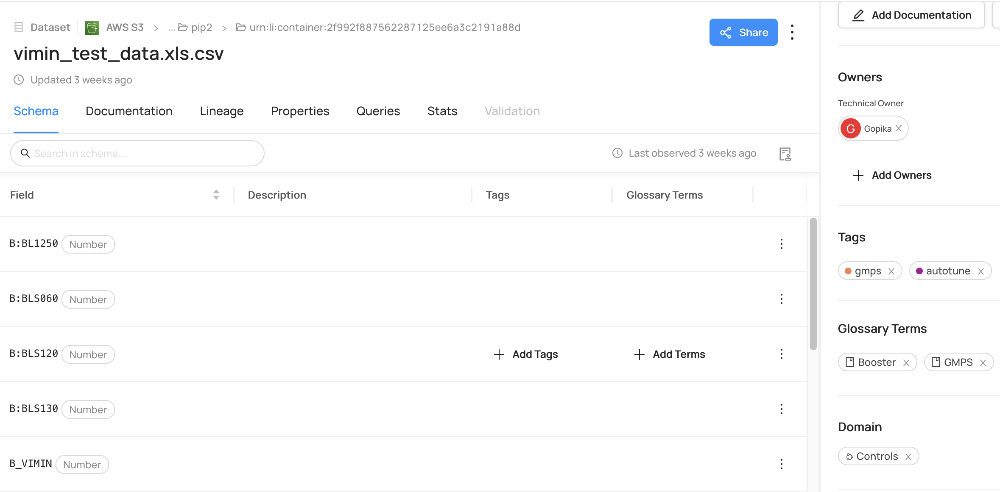 Dataset AWS S3 > ... pip2 > urn:li:container:2f992f887562287125ee6a3c2191a88d
vimin_test_data.xls.csv
Updated 3 weeks ago
Share
Schema Documentation Lineage Properties Queries Stats Validation
Search in schema...
Last observed 3 weeks ago
Field Description Tags Glossary Terms
B:BL1250 Number
B:BLS060 Number
B:BLS120 Number + Add Tags + Add Terms
B:BLS130 Number
B_VIMIN Number
Add Documentation
Owners
Technical Owner
G Gopika X
+ Add Owners
Tags
gmps X autotune X
Glossary Terms
Booster X GMPS X
Domain
Controls X